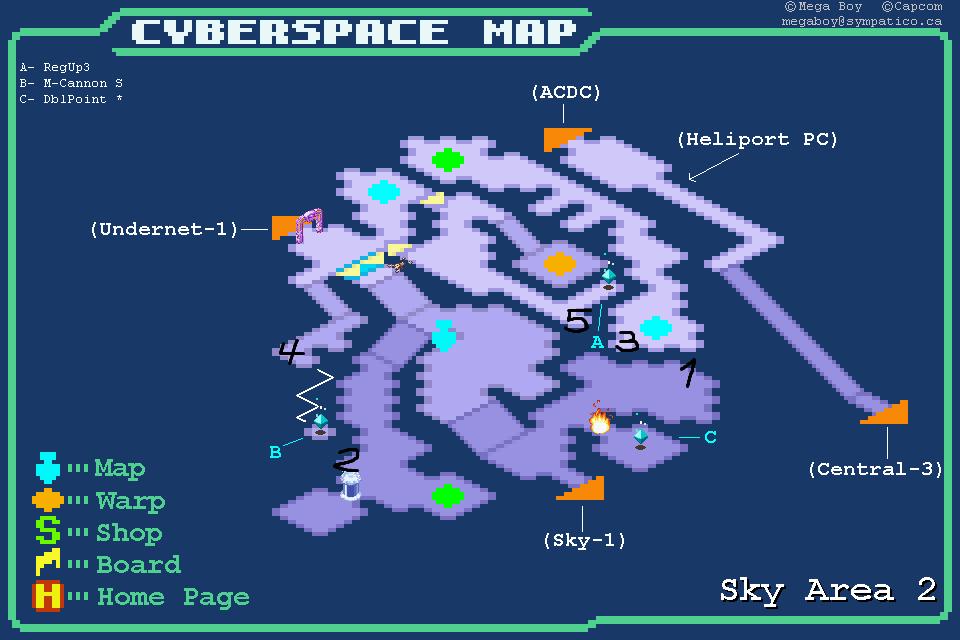 ©Mega Boy ©Capcom
megaboy@sympatico.ca
CYBERSPACE MAP
A- RegUp3
B- M-Cannon S
C- DblPoint *
(ACDC)
(Heliport PC)
(Undernet-1)
5
A
3
4
1
B
C
2
(Central-3)
(Sky-1)
Map
Warp
S Shop
Board
H Home Page
Sky Area 2